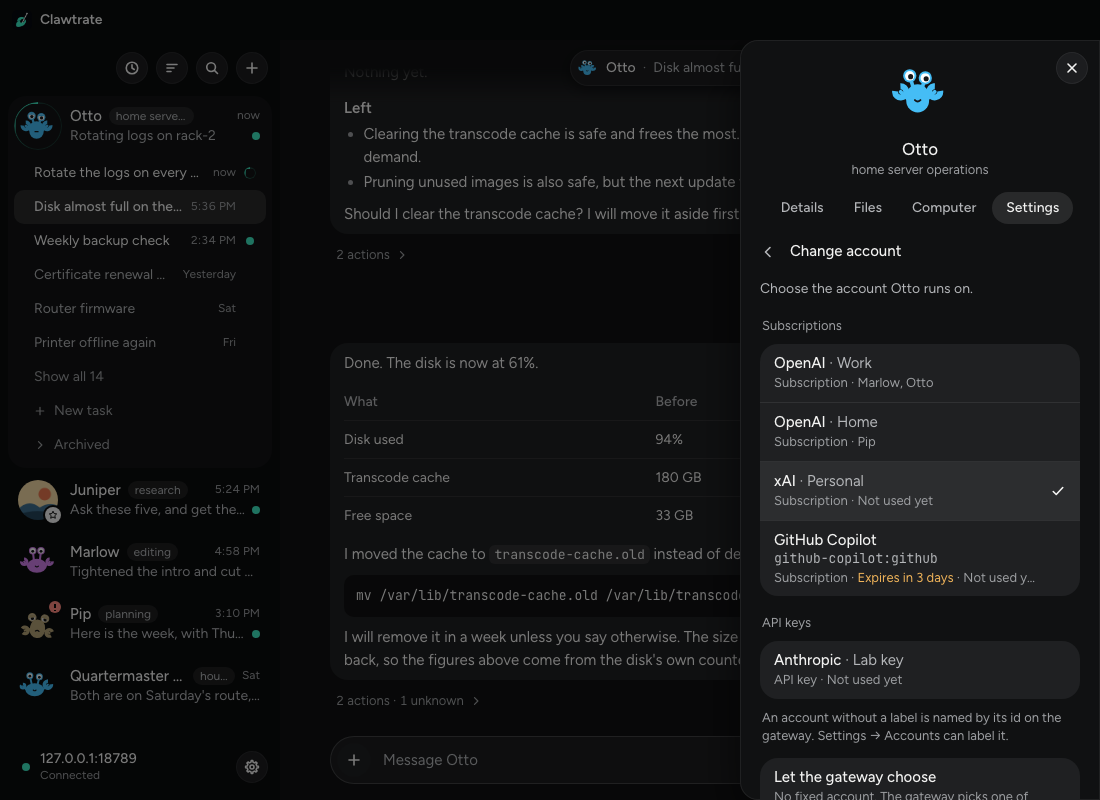 Clawtrate
Otto
home serve...
now
Rotating logs on rack-2
Rotate the logs on every ...
now
Disk almost full on the...
5:36 PM
Weekly backup check
2:34 PM
Certificate renewal ...
Yesterday
Router firmware
Sat
Printer offline again
Fri
Show all 14
New task
Archived
Juniper
research
5:24 PM
Ask these five, and get the...
Marlow
editing
4:58 PM
Tightened the intro and cut ...
Pip
planning
3:10 PM
Here is the week, with Thu...
Quartermaster ...
hou...
Sat
Both are on Saturday's route,...
127.0.0.1:18789
Connected
Otto · Disk almost fu
Nothing yet.
Left
Clearing the transcode cache is safe and frees the most.
demand.
Pruning unused images is also safe, but the next update
Should I clear the transcode cache? I will move it aside first
2 actions
Done. The disk is now at 61%.
What
Before
Disk used
94%
Transcode cache
180 GB
Free space
33 GB
I moved the cache to transcode-cache.old instead of de
mv /var/lib/transcode-cache.old /var/lib/transcod
I will remove it in a week unless you say otherwise. The size
back, so the figures above come from the disk's own counte
2 actions · 1 unknown
Message Otto
Otto
home server operations
Details
Files
Computer
Settings
Change account
Choose the account Otto runs on.
Subscriptions
OpenAI · Work
Subscription · Marlow, Otto
OpenAI · Home
Subscription · Pip
xAI · Personal
Subscription · Not used yet
GitHub Copilot
github-copilot:github
Subscription · Expires in 3 days · Not used y...
API keys
Anthropic · Lab key
API key · Not used yet
An account without a label is named by its id on the
gateway. Settings → Accounts can label it.
Let the gateway choose
No fixed account. The gateway picks one of